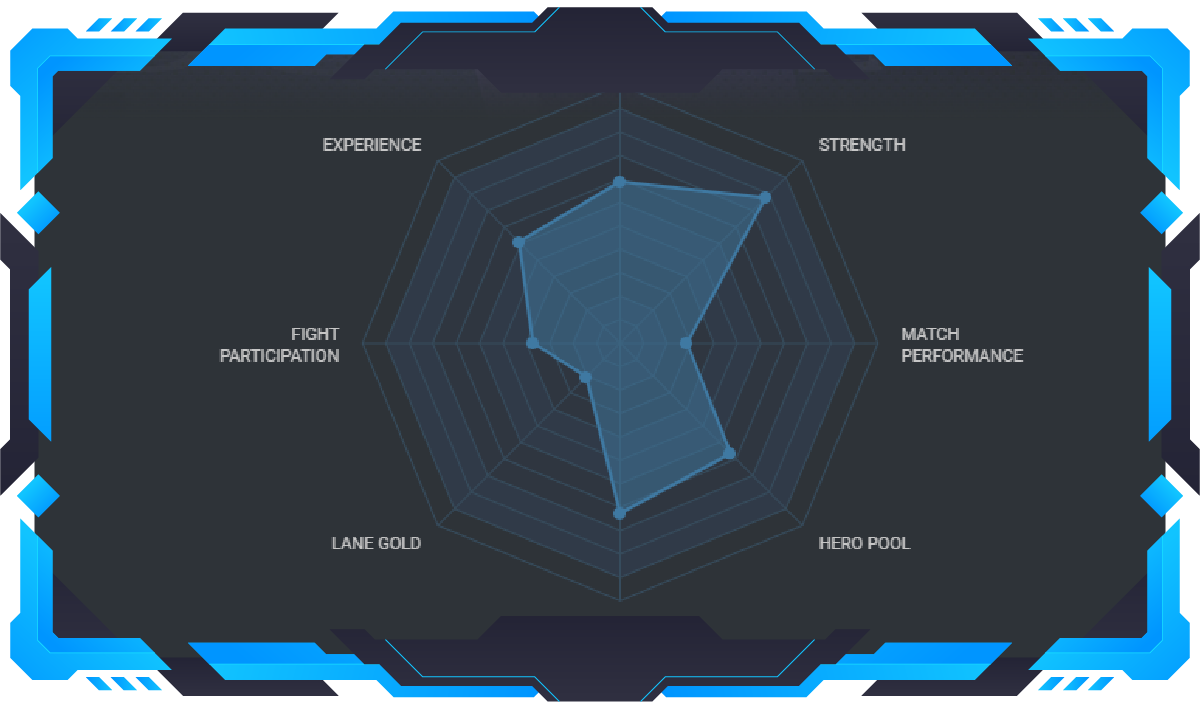 EXPERIENCE
STRENGTH
FIGHT
PARTICIPATION
MATCH
PERFORMANCE
LANE GOLD
HERO POOL